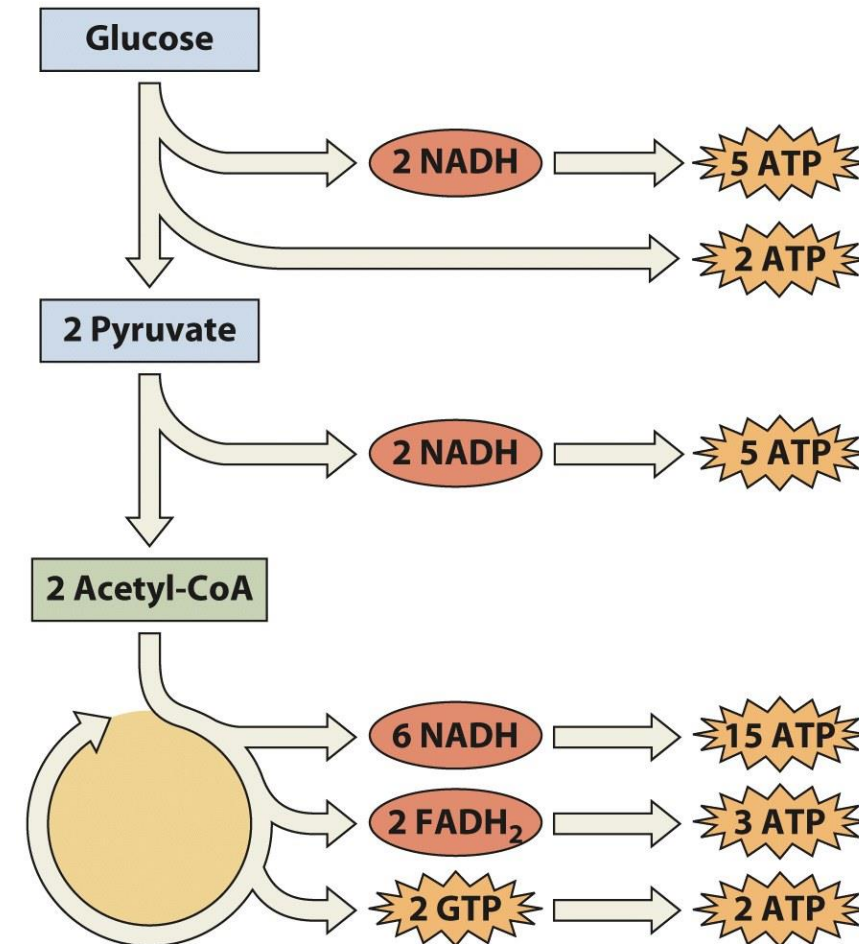 Glucose
2 NADH
5 ATP
2 ATP
2 Pyruvate
2 NADH
5 ATP
2 Acetyl-CoA
6 NADH
15 ATP
2 FADH₂
3 ATP
2 GTP
2 ATP